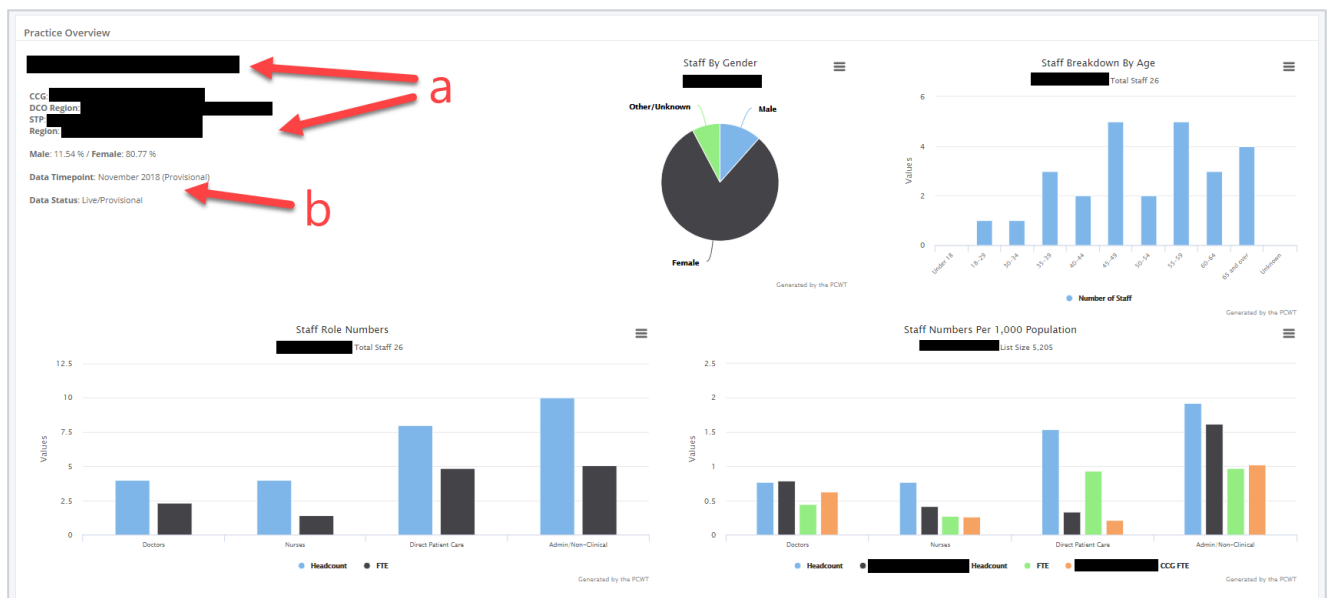 Practice Overview
a
CCG:
DCO Region:
STP:
Region:
Male: 11.54 % / Female: 80.77 %
Data Timepoint: November 2018 (Provisional)
b
Data Status: Live/Provisional
Staff By Gender
Other/Unknown
Male
Female
Generated by the PCWT
Staff Breakdown By Age
Total Staff 26
6
4
2
0
Values
Under 18
18-29
30-34
35-39
40-44
45-49
50-54
55-59
60-64
65 and over
Unknown
Number of Staff
Generated by the PCWT
Staff Role Numbers
Total Staff 26
12.5
10
7.5
5
2.5
0
Values
Doctors
Nurses
Direct Patient Care
Admin/Non-Clinical
Headcount FTE
Generated by the PCWT
Staff Numbers Per 1,000 Population
List Size 5,205
2.5
2
1.5
1
0.5
0
Values
Doctors
Nurses
Direct Patient Care
Admin/Non-Clinical
Headcount Headcount FTE CCG FTE
Generated by the PCWT